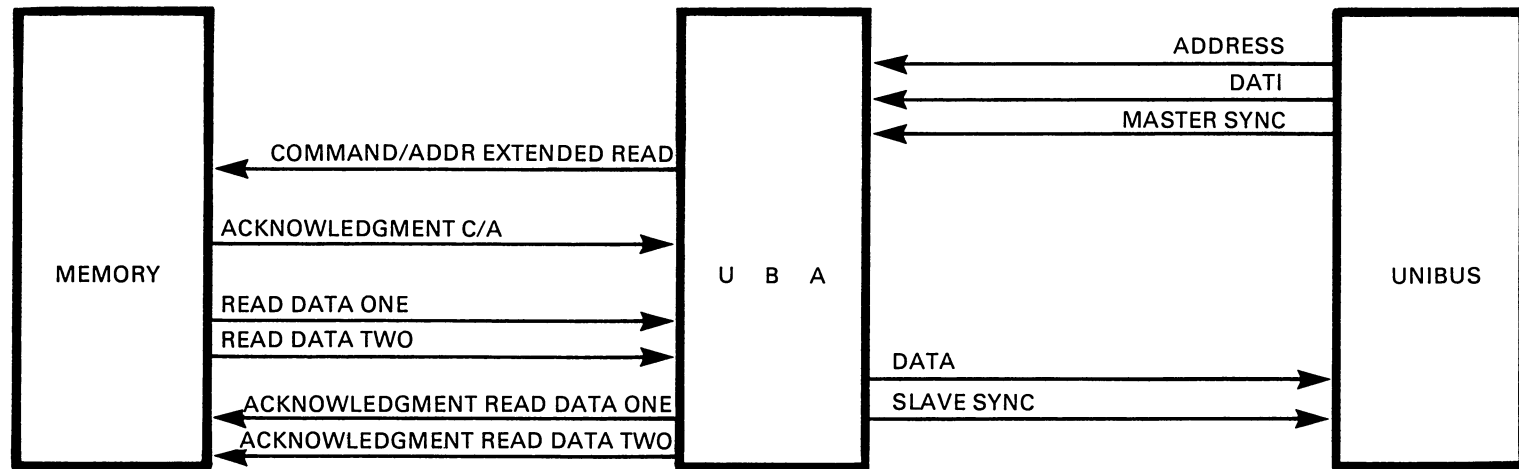 ADDRESS
DATI
MASTER SYNC
COMMAND/ADDR EXTENDED READ
ACKNOWLEDGMENT C/A
MEMORY
U B A
UNIBUS
READ DATA ONE
READ DATA TWO
DATA
SLAVE SYNC
ACKNOWLEDGMENT READ DATA ONE
ACKNOWLEDGMENT READ DATA TWO